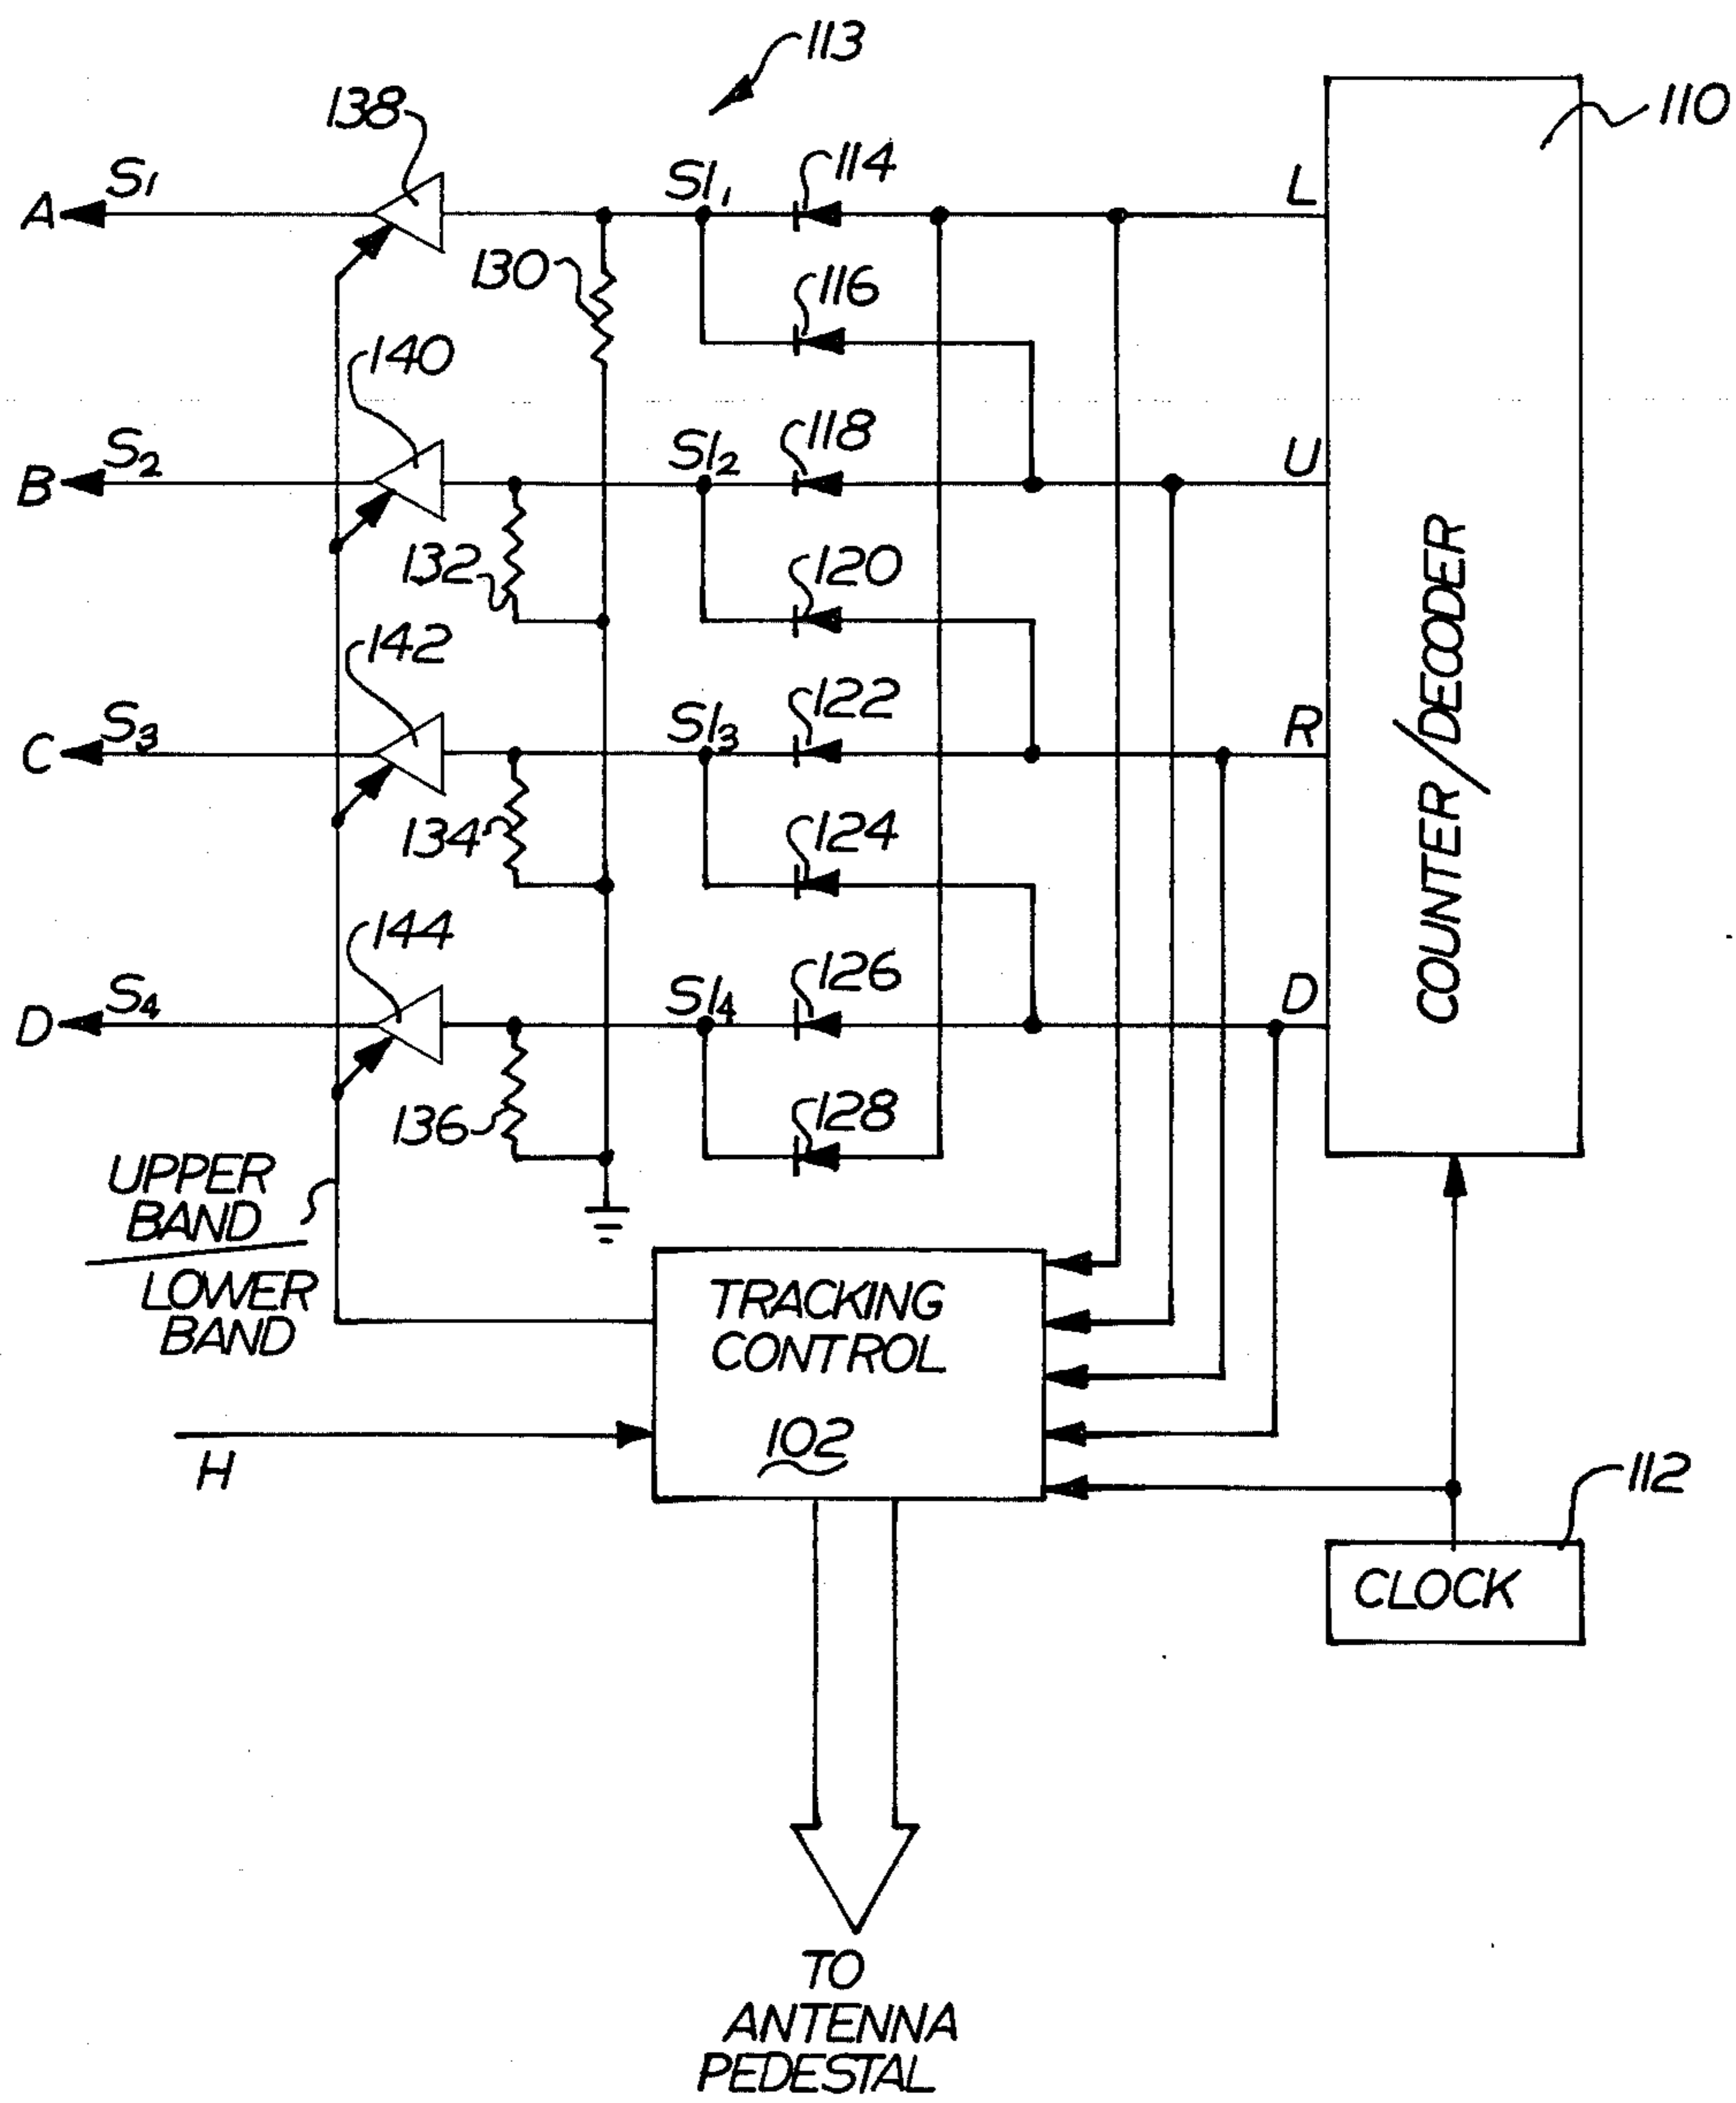 113
138
110
A S1 SI1 114 L
130 116
140
B S2 SI2 118 U
132 120
142
C S3 SI3 122 R
134 124
144
D S4 SI4 126 D
136 128
COUNTER/DECODER
UPPER
BAND
LOWER
BAND
TRACKING
CONTROL
102
H
112
CLOCK
TO
ANTENNA
PEDESTAL